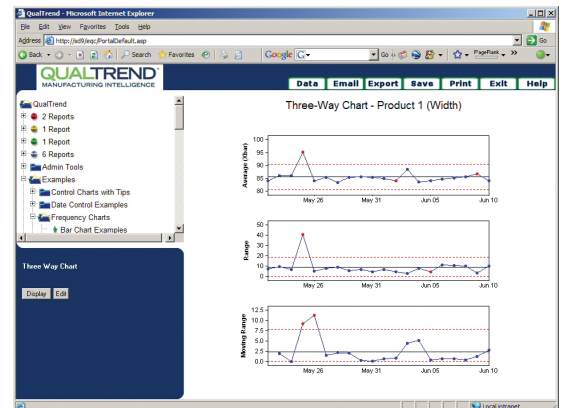 QualTrend - Microsoft Internet Explorer
File Edit View Favorites Tools Help
Address http://sd9/eqc/PortalDefault.asp Go
Back Search Favorites Google G Go PageRank
QUALTREND
MANUFACTURING INTELLIGENCE
Data Email Export Save Print Exit Help
QualTrend
2 Reports
1 Report
1 Report
6 Reports
Admin Tools
Examples
Control Charts with Tips
Date Control Examples
Frequency Charts
Bar Chart Examples
Three Way Chart
Display Edit
Three-Way Chart - Product 1 (Width)
Average (Xbar)
100
95
90
85
80
May 26 May 31 Jun 05 Jun 10
Range
50
40
30
20
10
0
May 26 May 31 Jun 05 Jun 10
Moving Range
12.5
10.0
7.5
5.0
2.5
0.0
May 26 May 31 Jun 05 Jun 10
Local intranet